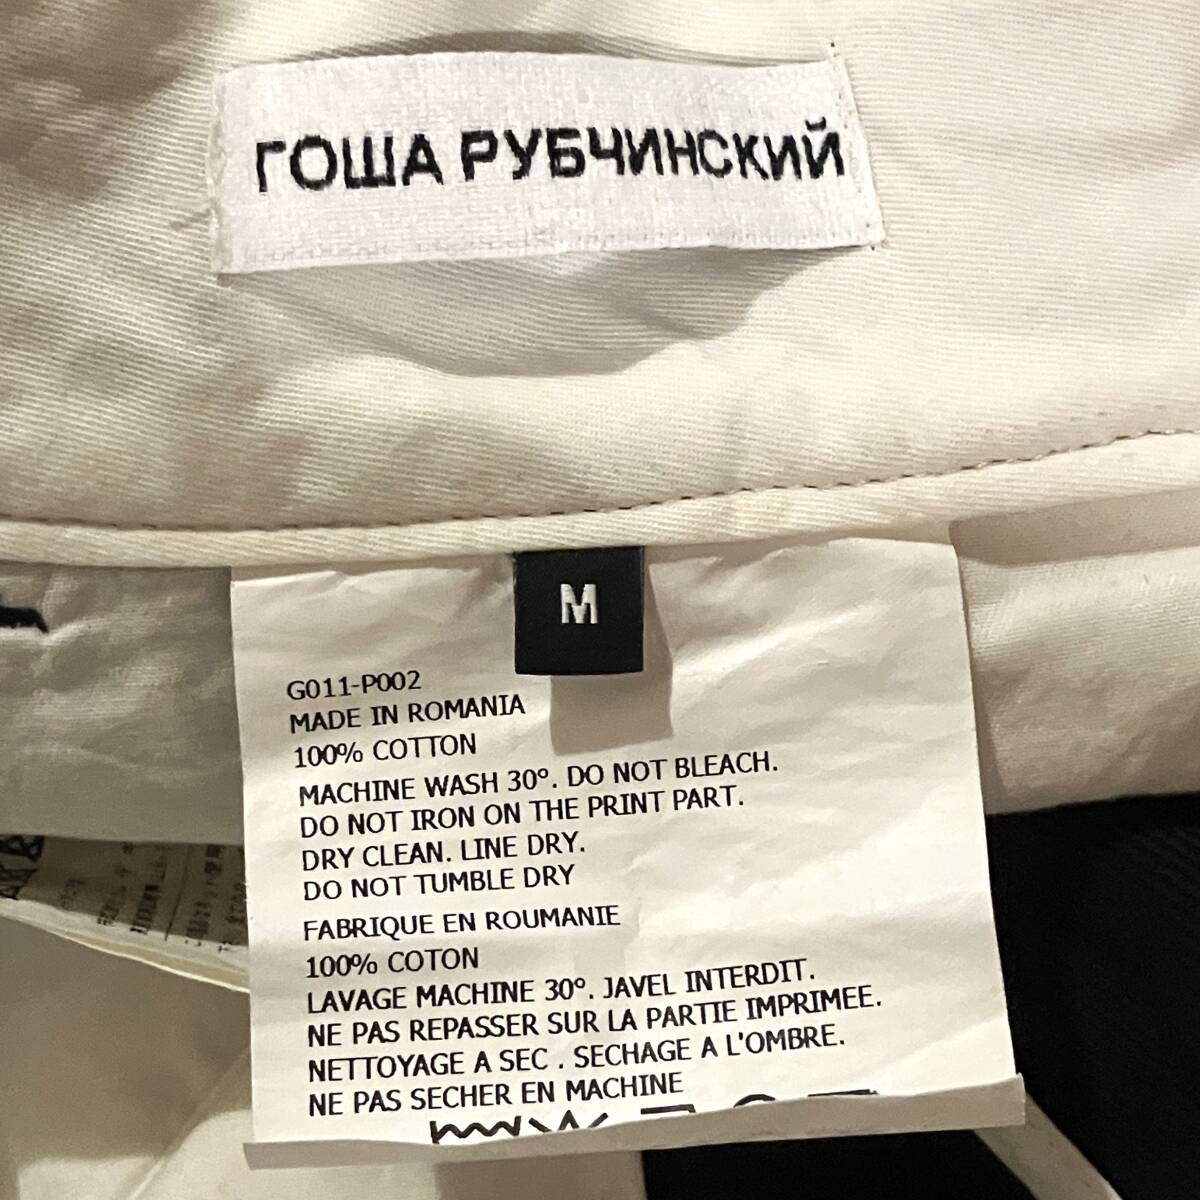 ГОША РУБЧИНСКИЙ
M
G011-P002
MADE IN ROMANIA
100% COTTON
MACHINE WASH 30°. DO NOT BLEACH.
DO NOT IRON ON THE PRINT PART.
DRY CLEAN. LINE DRY.
DO NOT TUMBLE DRY
FABRIQUE EN ROUMANIE
100% COTON
LAVAGE MACHINE 30°. JAVEL INTERDIT.
NE PAS REPASSER SUR LA PARTIE IMPRIMEE.
NETTOYAGE A SEC . SECHAGE A L'OMBRE.
NE PAS SECHER EN MACHINE